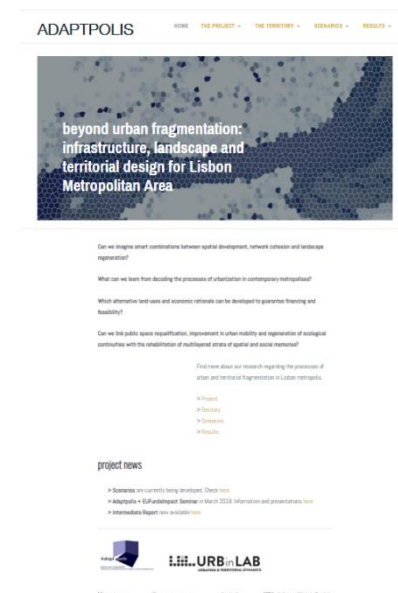 ADAPTPOLIS
HOME THE PROJECT THE TERRITORY SCENARIOS RESULTS
beyond urban fragmentation:
infrastructure, landscape and
territorial design for Lisbon
Metropolitan Area
Can we imagine smart combinations between spatial development, network cohesion and landscape
regeneration?
What can we learn from decoding the processes of urbanization in contemporary metropolises?
Which alternative land-uses and economic rationale can be developed to guarantee financing and
feasibility?
Can we link public space requalification, improvement in urban mobility and regeneration of ecological
continuities with the rehabilitation of multilayered strata of spatial and social memories?
Find more about our research regarding the processes of
urban and territorial fragmentation in Lisbon metropolis.
> Project
> Territory
> Scenarios
> Results
project news
> Scenarios are currently being developed. Check here
> Adaptpolis + EUFundsImpact Seminar in March 2019. Information and presentations here
> Intermediate Report now available here
Adapt
URBinLAB
URBANISM & TERRITORIAL DYNAMICS